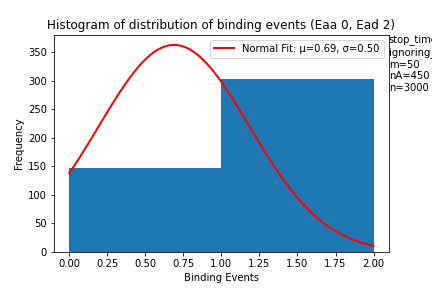 Histogram of distribution of binding events (Eaa 0, Ead 2)
Normal Fit: μ=0.69, σ=0.50
stop_time
ignoring_
m=50
nA=450
n=3000
Frequency
350
300
250
200
150
100
50
0
0.00 0.25 0.50 0.75 1.00 1.25 1.50 1.75 2.00
Binding Events